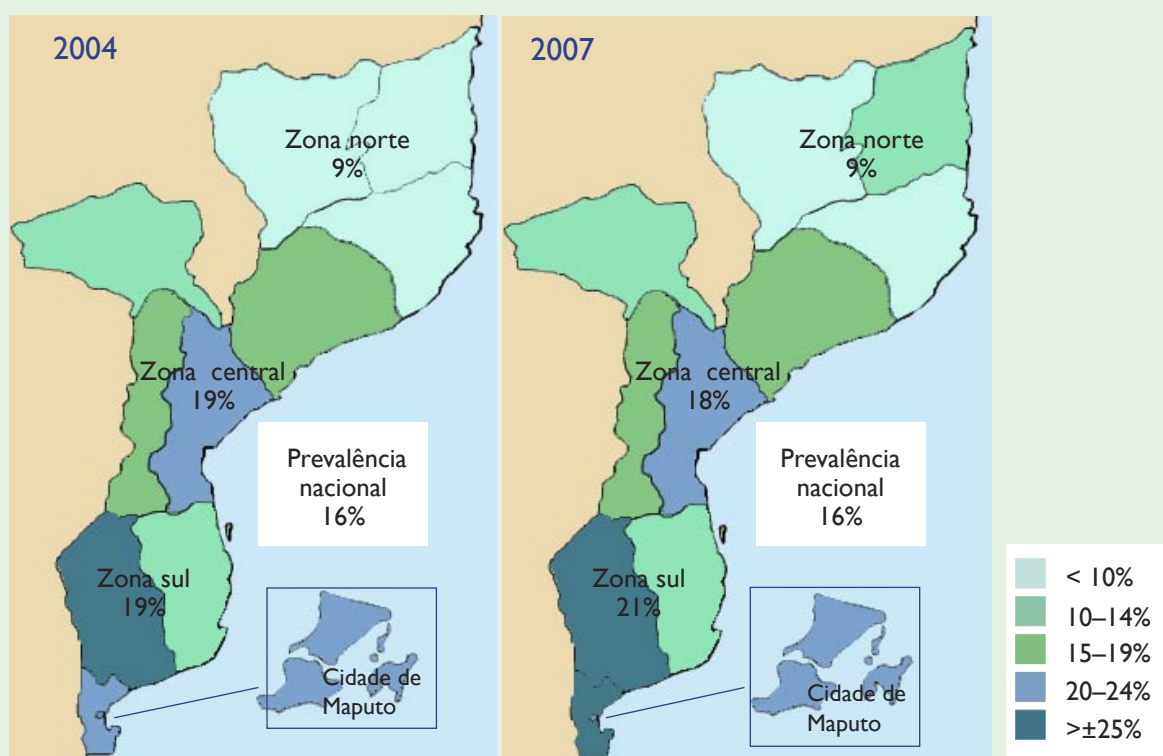 2004
Zona norte
9%
Zona central
19%
Prevalência
nacional
16%
Zona sul
19%
Cidade de
Maputo
2007
Zona norte
9%
Zona central
18%
Prevalência
nacional
16%
Zona sul
21%
Cidade de
Maputo
< 10%
10–14%
15–19%
20–24%
>±25%